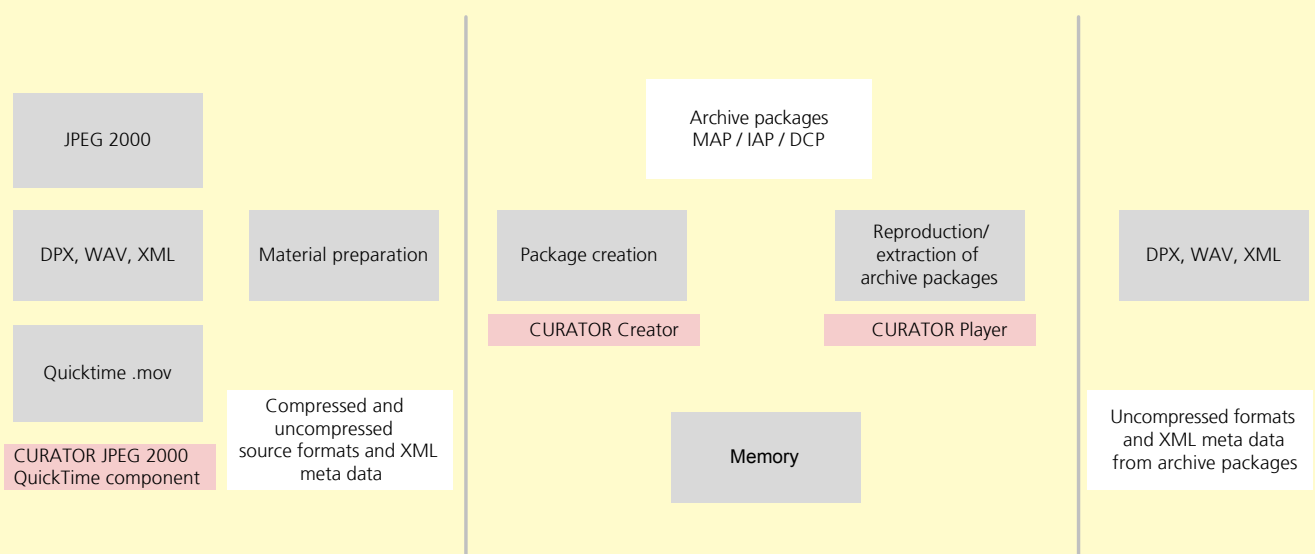 JPEG 2000
DPX, WAV, XML
Quicktime .mov
CURATOR JPEG 2000
QuickTime component
Material preparation
Compressed and
uncompressed
source formats and XML
meta data
Archive packages
MAP / IAP / DCP
Package creation
CURATOR Creator
Reproduction/
extraction of
archive packages
CURATOR Player
Memory
DPX, WAV, XML
Uncompressed formats
and XML meta data
from archive packages